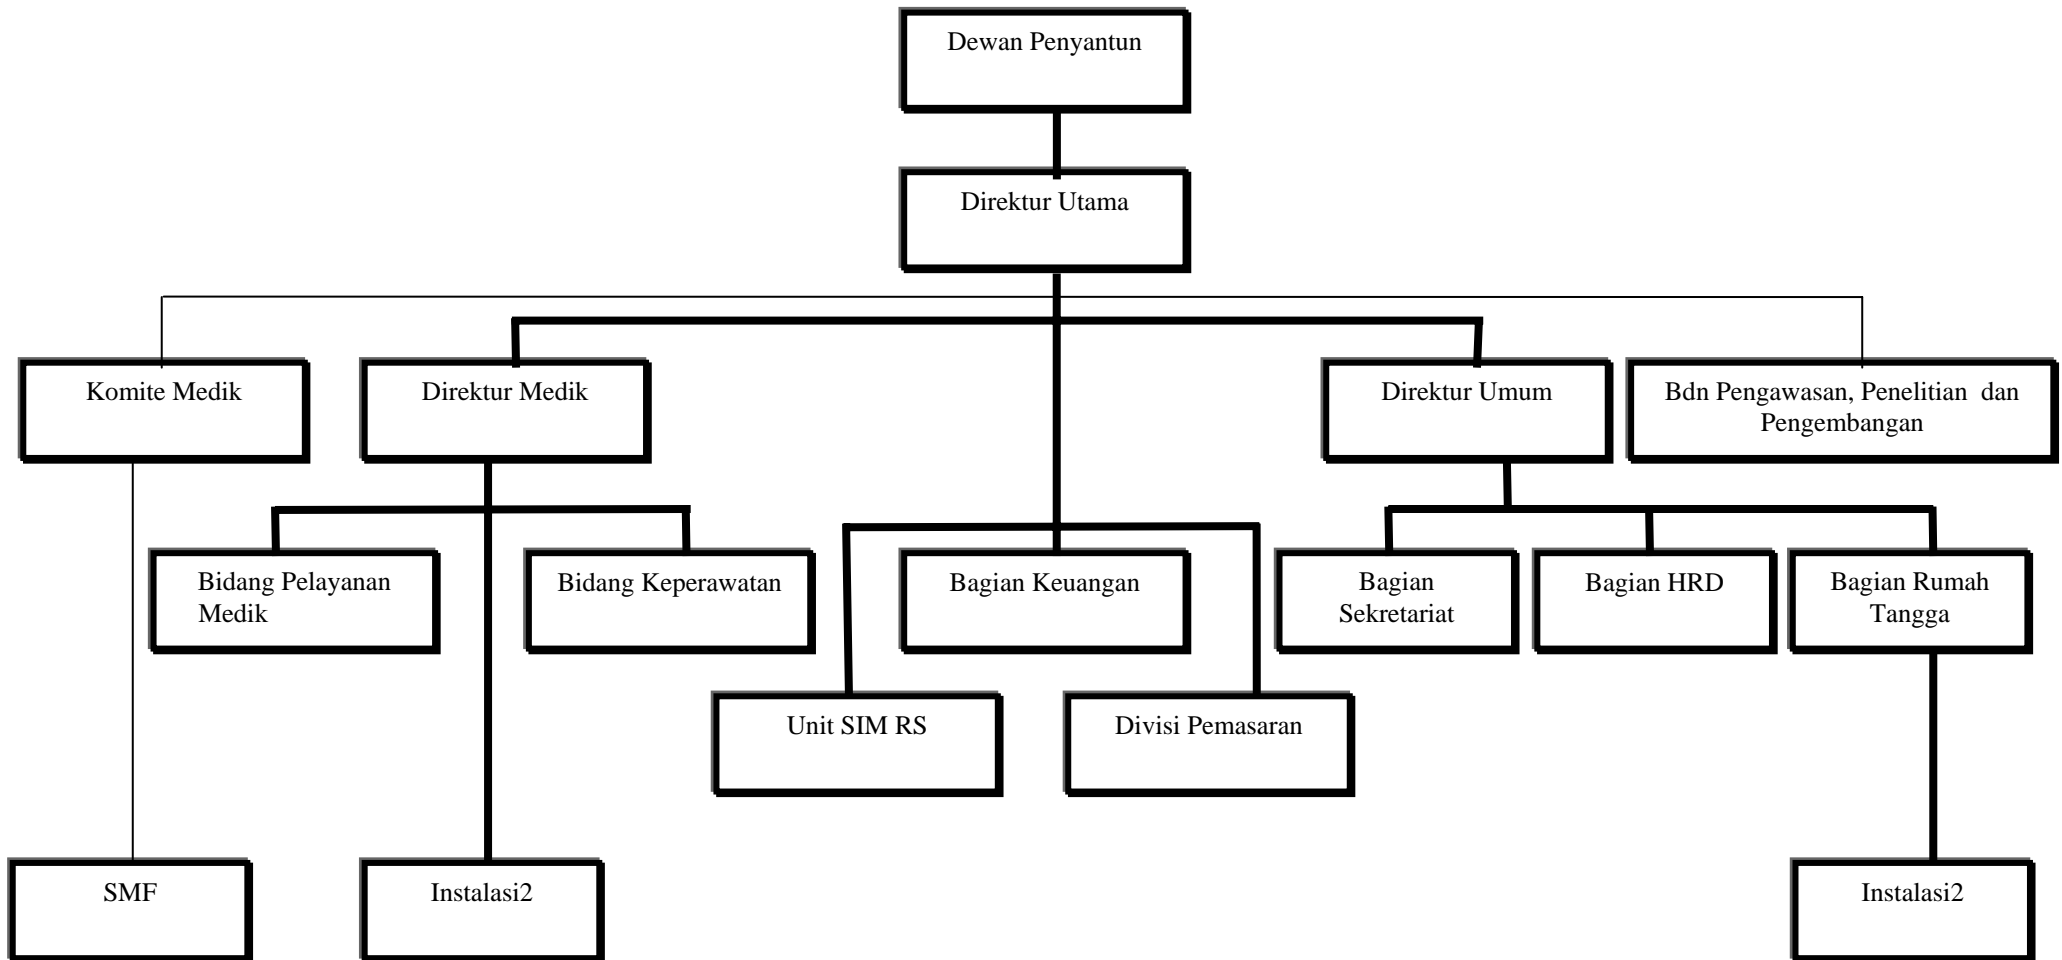 Dewan Penyantun
Direktur Utama
Komite Medik
Direktur Medik
Direktur Umum
Bdn Pengawasan, Penelitian  dan
Pengembangan
Bidang Pelayanan
Medik
Bidang Keperawatan
Bagian Keuangan
Bagian
Sekretariat
Bagian HRD
Bagian Rumah
Tangga
Unit SIM RS
Divisi Pemasaran
SMF
Instalasi2
Instalasi2